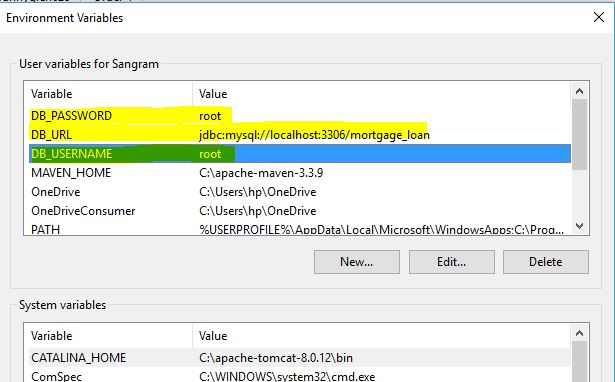 Environment Variables
User variables for Sangram
Variable Value
DB_PASSWORD root
DB_URL jdbc:mysql://localhost:3306/mortgage_loan
DB_USERNAME root
MAVEN_HOME C:\apache-maven-3.3.9
OneDrive C:\Users\hp\OneDrive
OneDriveConsumer C:\Users\hp\OneDrive
PATH %USERPROFILE%\AppData\Local\Microsoft\WindowsApps;C:\Prog...
New... Edit... Delete
System variables
Variable Value
CATALINA_HOME C:\apache-tomcat-8.0.12\bin
ComSpec C:\WINDOWS\system32\cmd.exe